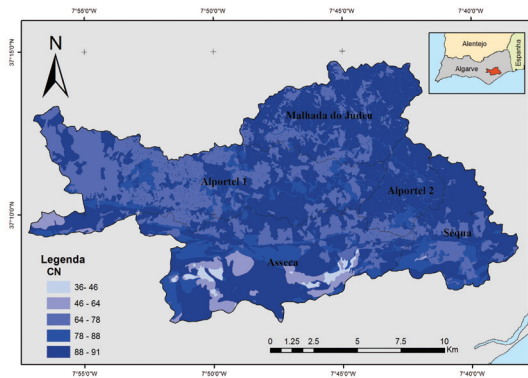 7°55'0"W
7°50'0"W
7°45'0"W
7°40'0"W
37°15'0"N
N
Alentejo
Algarve
Espanha
Malhada do Judeu
Alportel 1
Alportel 2
37°10'0"N
Séqua
Asseca
Legenda
CN
36- 46
46 - 64
64 - 78
78 - 88
88 - 91
0 1.25 2.5 5 7.5 10
Km
7°55'0"W
7°50'0"W
7°45'0"W
7°40'0"W